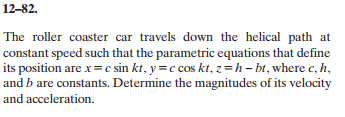 12–82.
The roller coaster car travels down the helical path at
constant speed such that the parametric equations that define
its position are x = c sin kt, y = c cos kt, z = h – bt, where c, h,
and b are constants. Determine the magnitudes of its velocity
and acceleration.